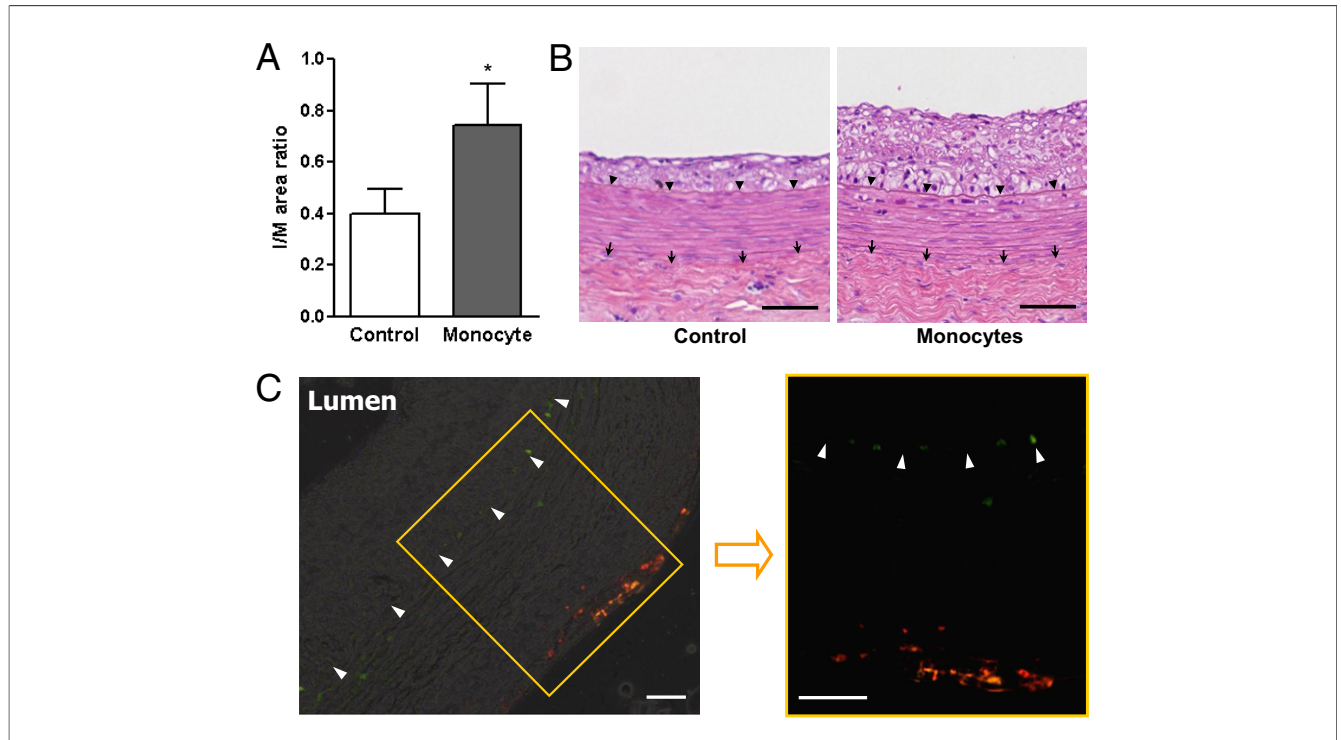 A
1.0
*
0.8
0.6
0.4
0.2
0.0
I/M area ratio
Control
Monocyte
B
Control
Monocytes
C
Lumen